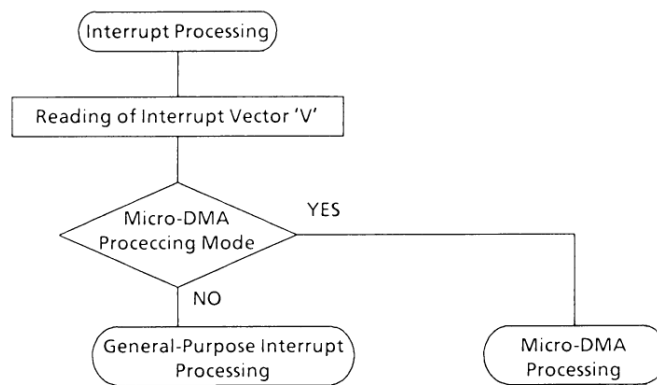 Interrupt Processing
Reading of Interrupt Vector ‘V’
YES
Micro-DMA
Proceccing Mode
NO
General-Purpose Interrupt
Processing
Micro-DMA
Processing